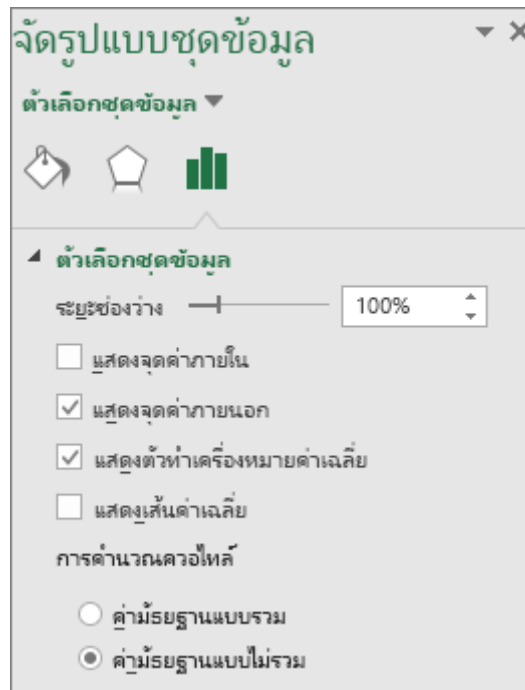 จัดรูปแบบชุดข้อมูล
ตัวเลือกชุดข้อมูล
ตัวเลือกชุดข้อมูล
ระยะช่องว่าง 100%
แสดงจุดค่าภายใน
แสดงจุดค่าภายนอก
แสดงตัวทำเครื่องหมายค่าเฉลี่ย
แสดงเส้นค่าเฉลี่ย
การคำนวณควอไทล์
ค่ามัธยฐานแบบรวม
ค่ามัธยฐานแบบไม่รวม